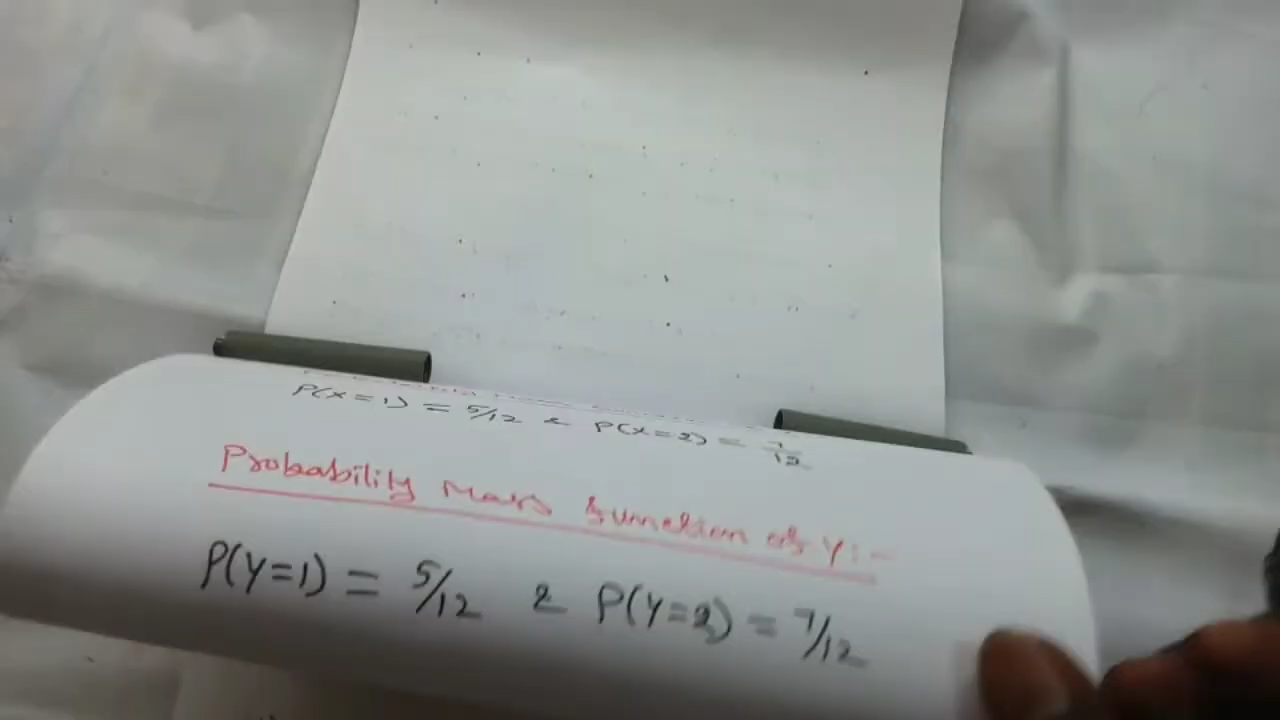 P(X=1) = 5/12 & P(X=2) = 7/12
Probability Mass function of Y:-
P(Y=1) = 5/12 & P(Y=2) = 7/12